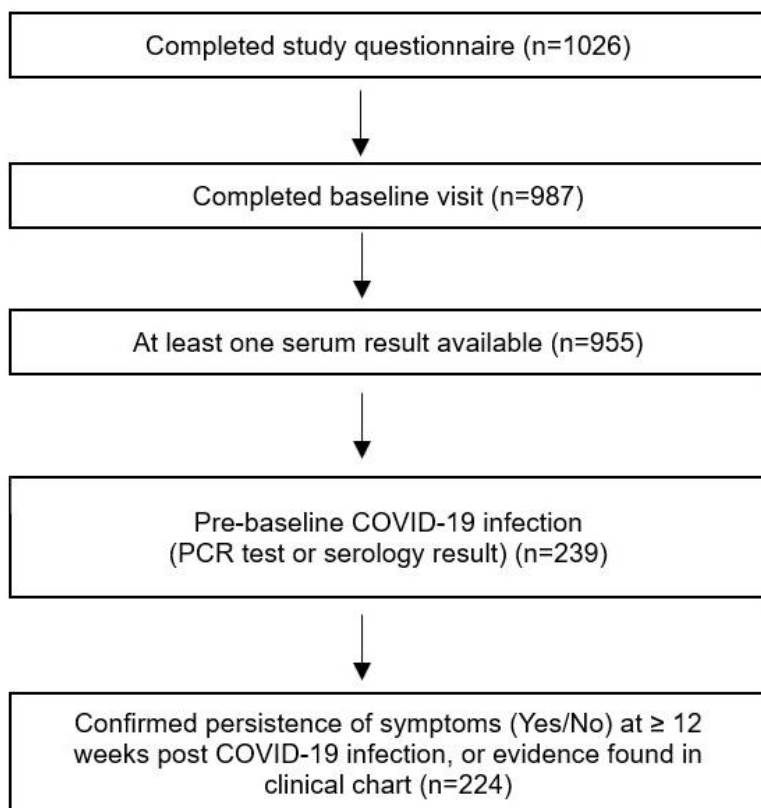 Completed study questionnaire (n=1026)
Completed baseline visit (n=987)
At least one serum result available (n=955)
Pre-baseline COVID-19 infection
(PCR test or serology result) (n=239)
Confirmed persistence of symptoms (Yes/No) at ≥ 12
weeks post COVID-19 infection, or evidence found in
clinical chart (n=224)